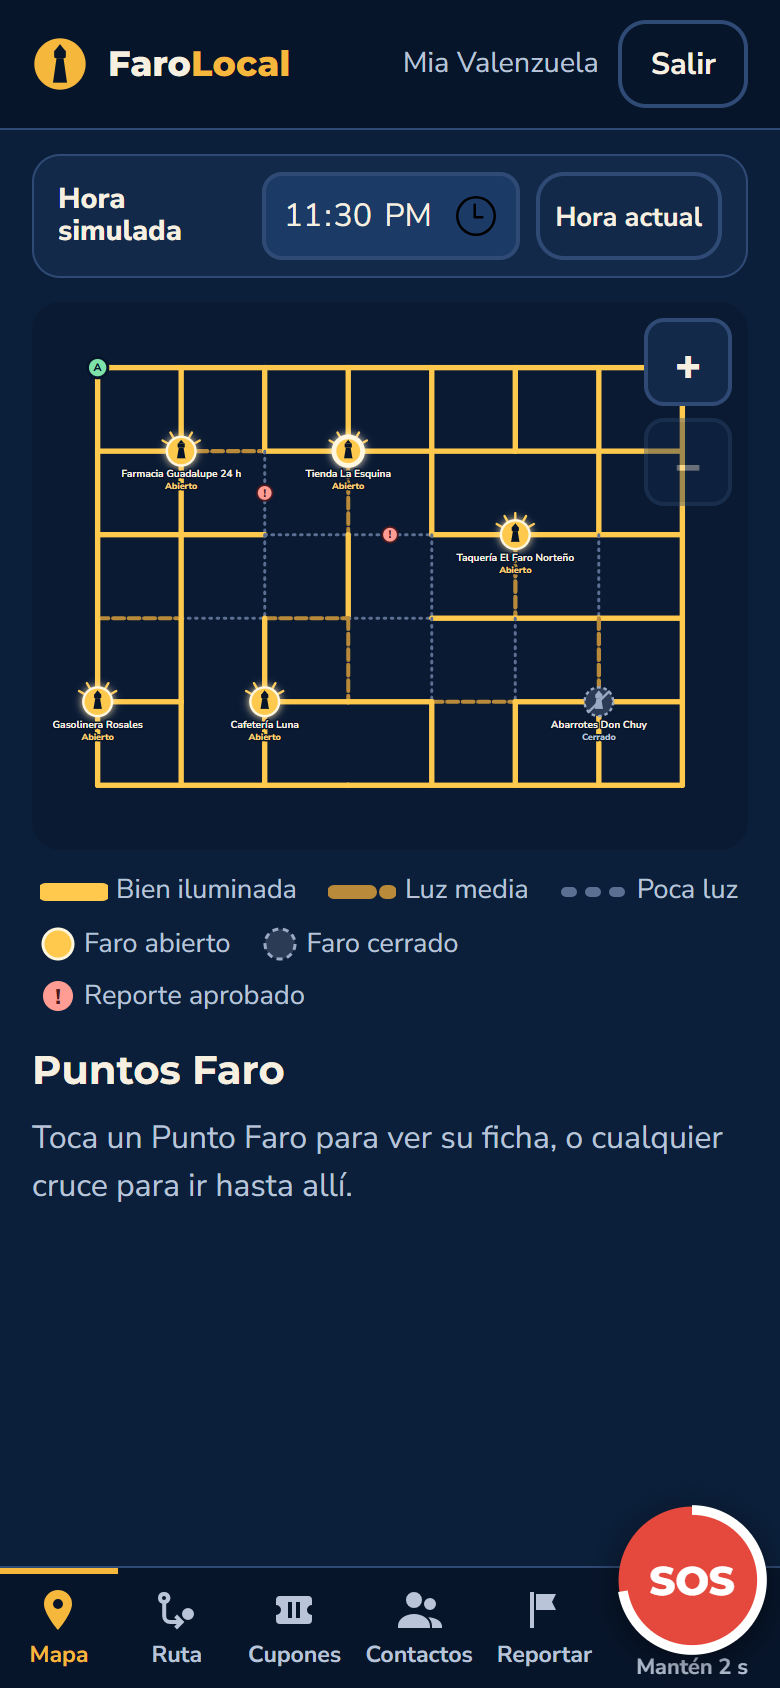 FaroLocal
Mia Valenzuela
Salir
Hora
simulada
11:30 PM
Hora actual
+
−
A
Farmacia Guadalupe 24 h
Abierto
Tienda La Esquina
Abierto
!
!
Taquería El Faro Norteño
Abierto
Gasolinera Rosales
Abierto
Cafetería Luna
Abierto
Abarrotes Don Chuy
Cerrado
Bien iluminada
Luz media
Poca luz
Faro abierto
Faro cerrado
! Reporte aprobado
Puntos Faro
Toca un Punto Faro para ver su ficha, o cualquier
cruce para ir hasta allí.
SOS
Mapa
Ruta
Cupones
Contactos
Reportar
Mantén 2 s